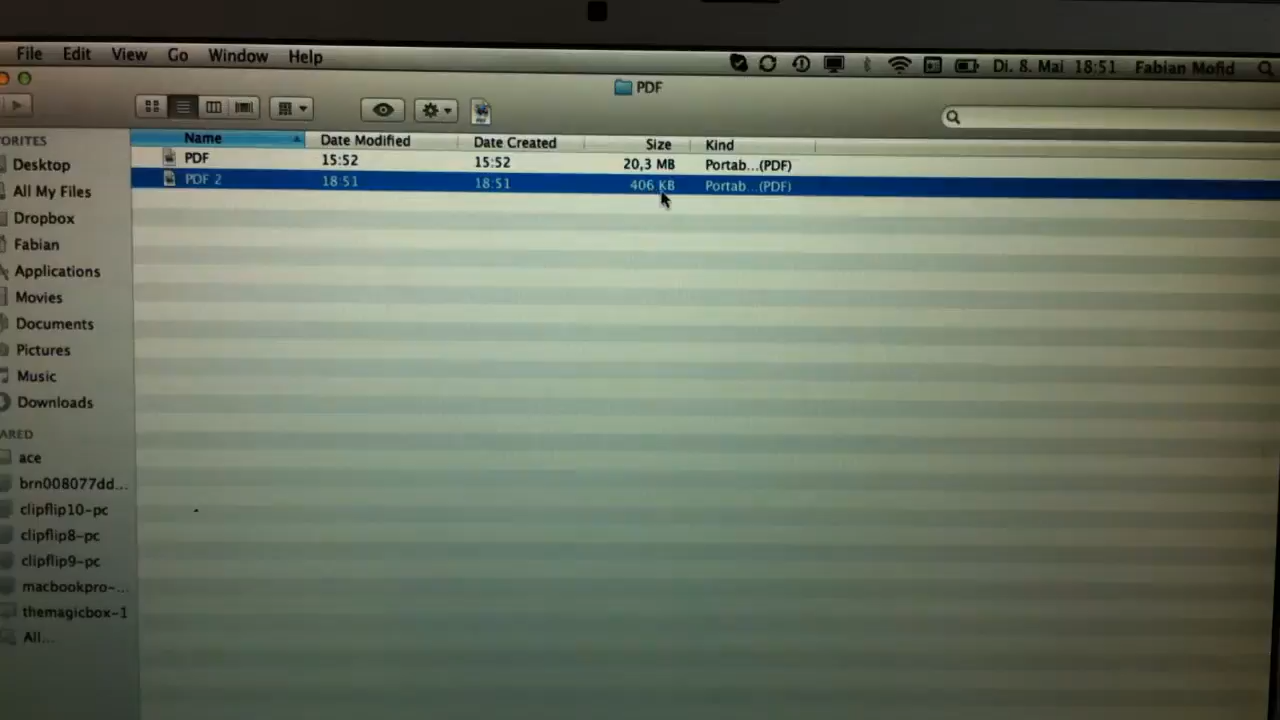 File Edit View Go Window Help
Di. 8. Mai 18:51 Fabian Mofid
PDF
Name Date Modified Date Created Size Kind
PDF 15:52 15:52 20,3 MB Portab...(PDF)
PDF 2 18:51 18:51 406 KB Portab...(PDF)
ORITES
Desktop
All My Files
Dropbox
Fabian
Applications
Movies
Documents
Pictures
Music
Downloads
ARED
ace
brn008077dd...
clipflip10-pc
clipflip8-pc
clipflip9-pc
macbookpro-...
themagicbox-1
All...